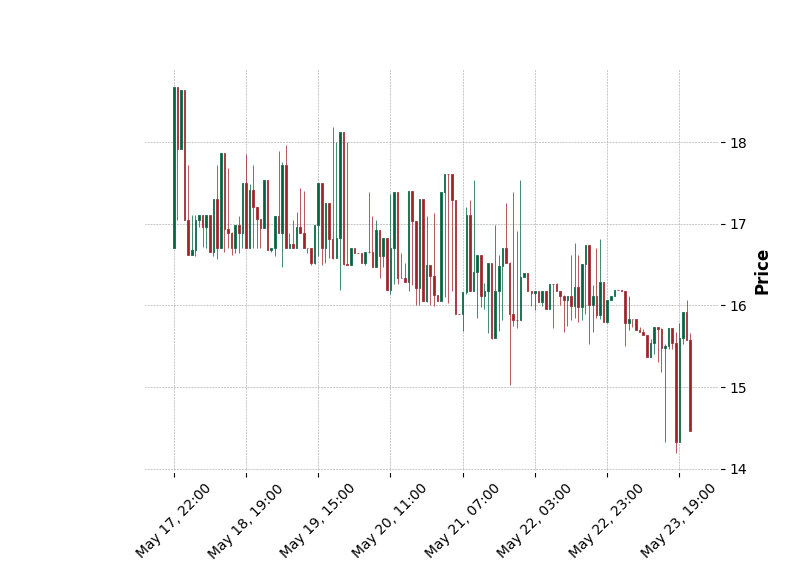 18
17
16
15
14
Price
May 17, 22:00
May 18, 19:00
May 19, 15:00
May 20, 11:00
May 21, 07:00
May 22, 03:00
May 22, 23:00
May 23, 19:00